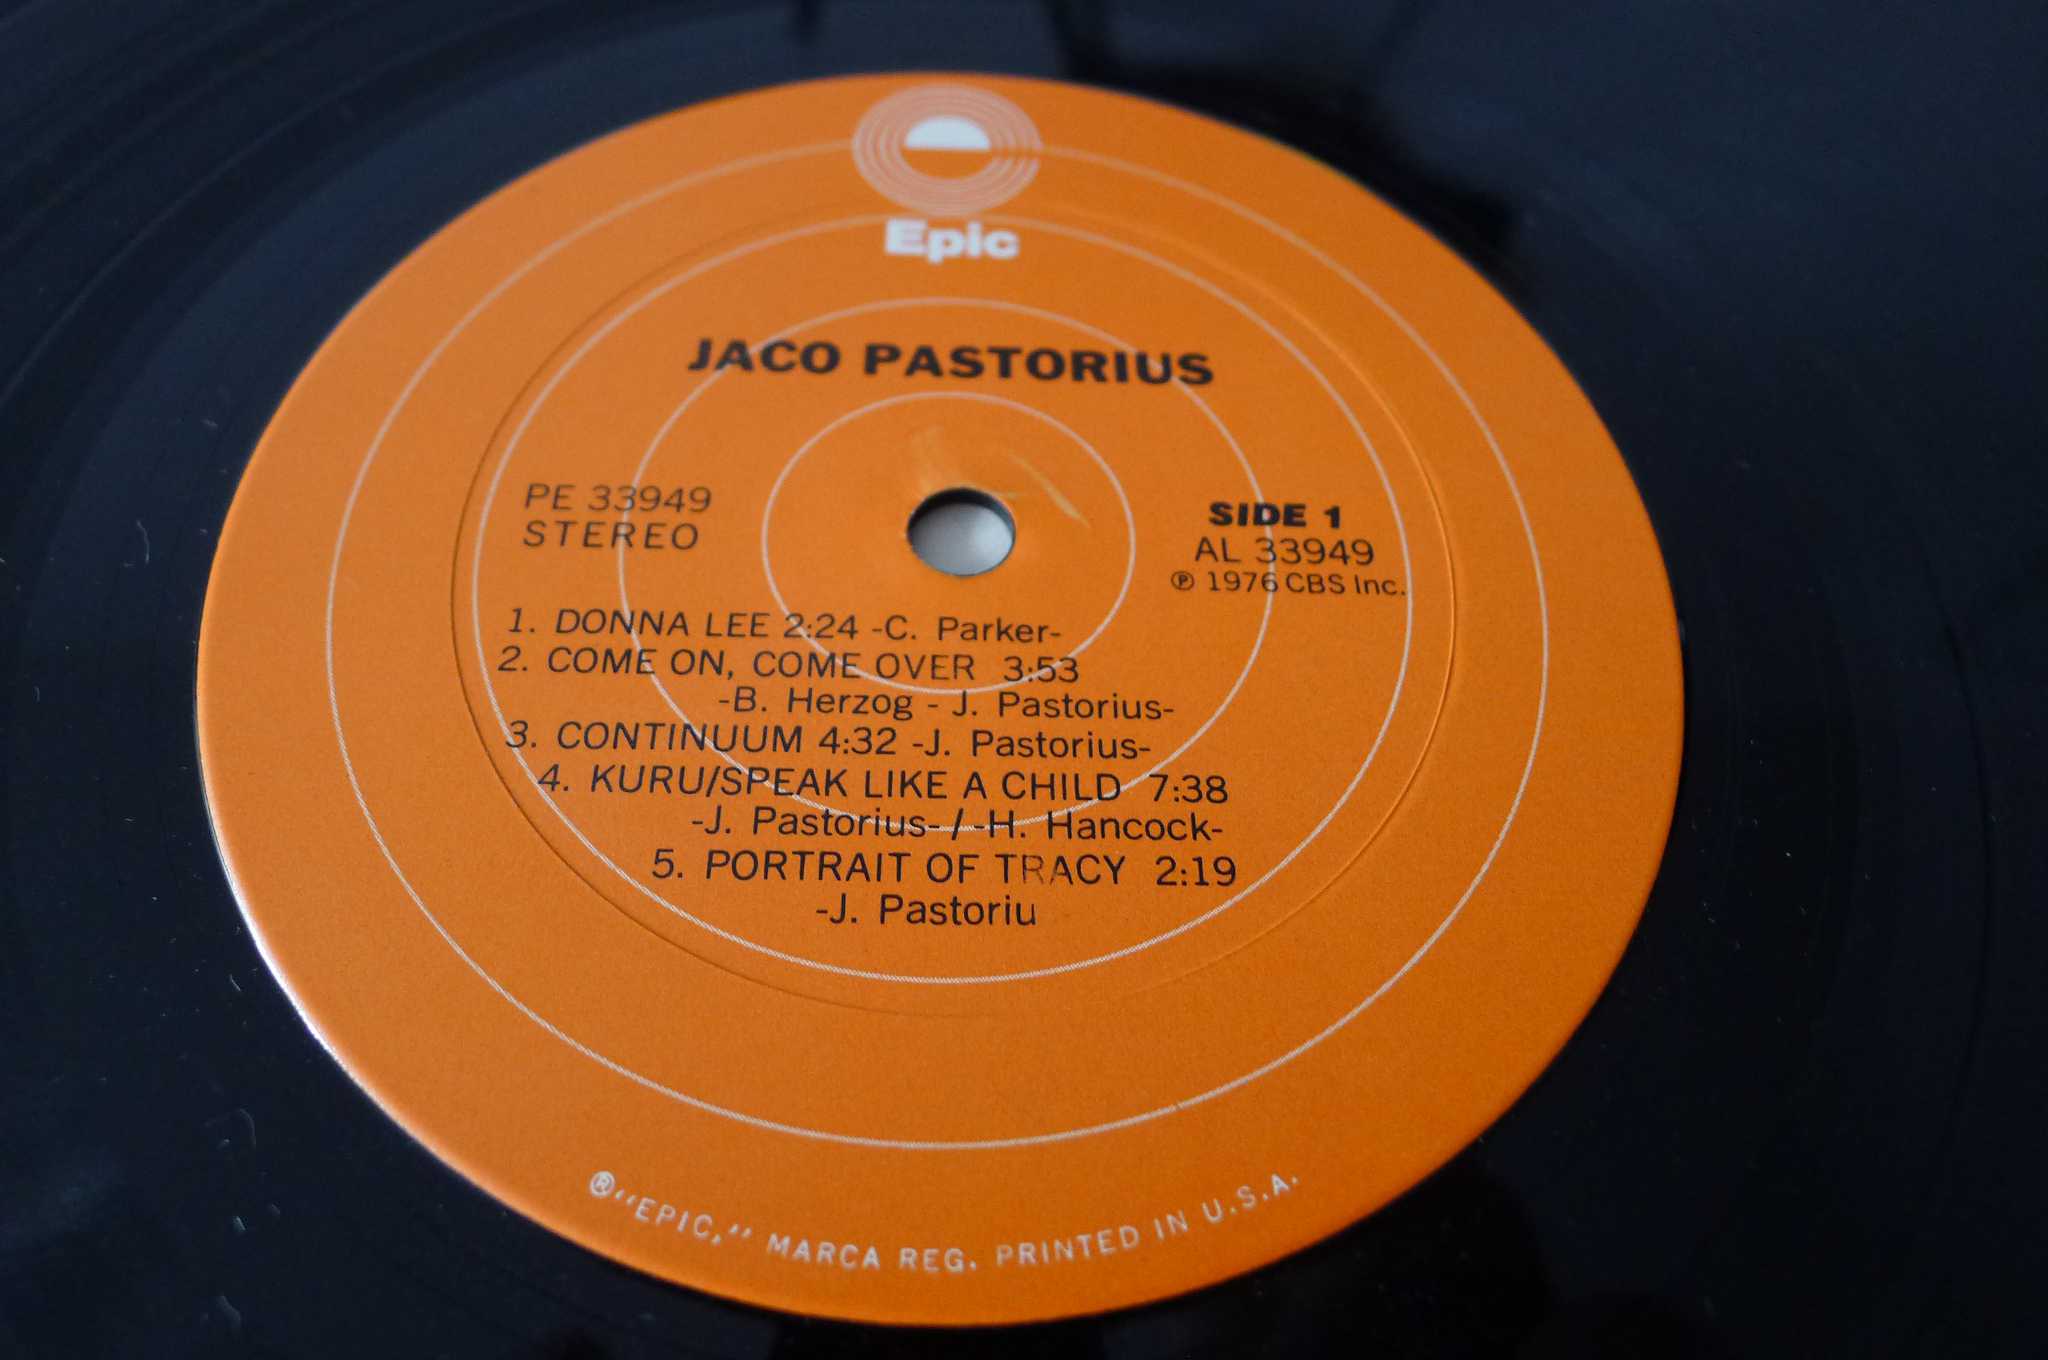 Epic
JACO PASTORIUS
PE 33949
STEREO
SIDE 1
AL 33949
℗ 1976 CBS Inc.
1. DONNA LEE 2:24 -C. Parker-
2. COME ON, COME OVER 3:53
-B. Herzog - J. Pastorius-
3. CONTINUUM 4:32 -J. Pastorius-
4. KURU/SPEAK LIKE A CHILD 7:38
-J. Pastorius- / -H. Hancock-
5. PORTRAIT OF TRACY 2:19
-J. Pastoriu
®"EPIC," MARCA REG. PRINTED IN U.S.A.